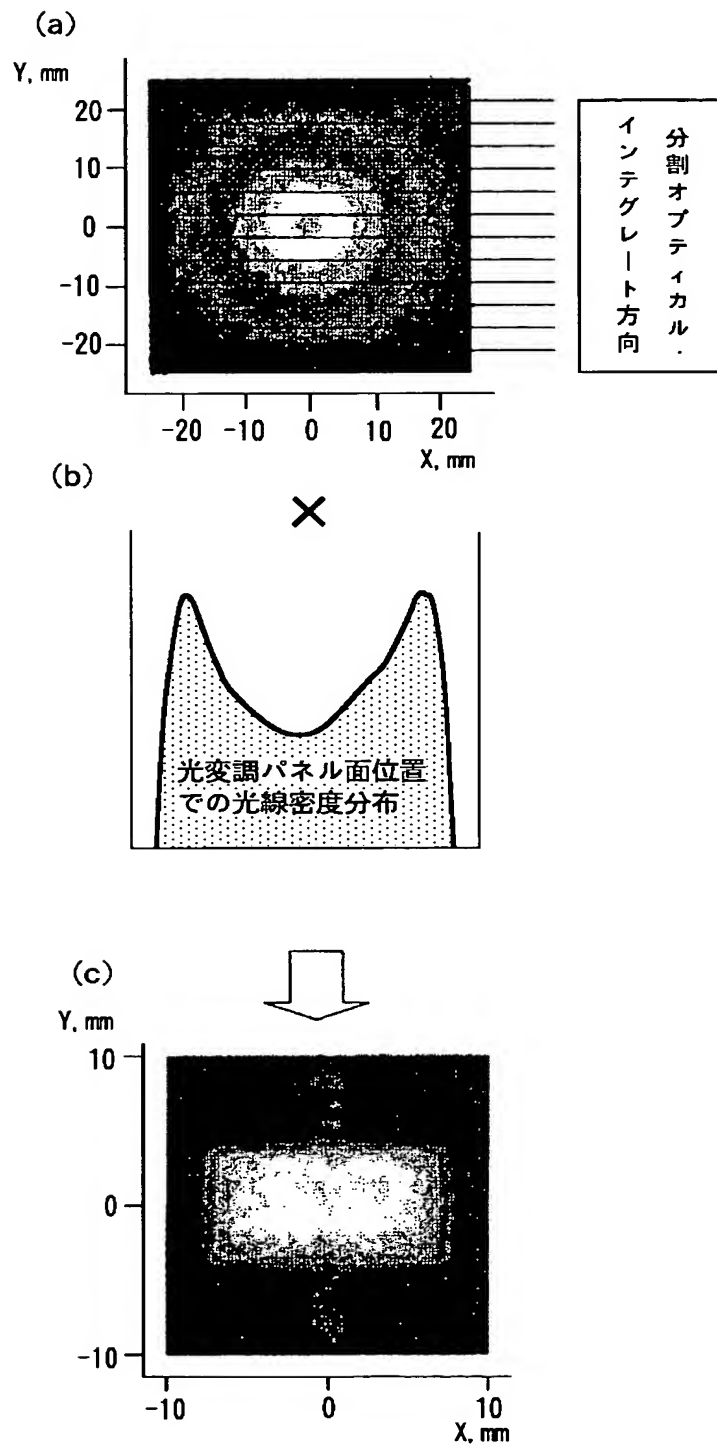 (a)
Y, mm
20
10
0
-10
-20
-20 -10 0 10 20
X, mm
分割オプティカル・
インテグレート方向
(b)
×
光変調パネル面位置
での光線密度分布
(c)
Y, mm
10
0
-10
-10 0 10
X, mm